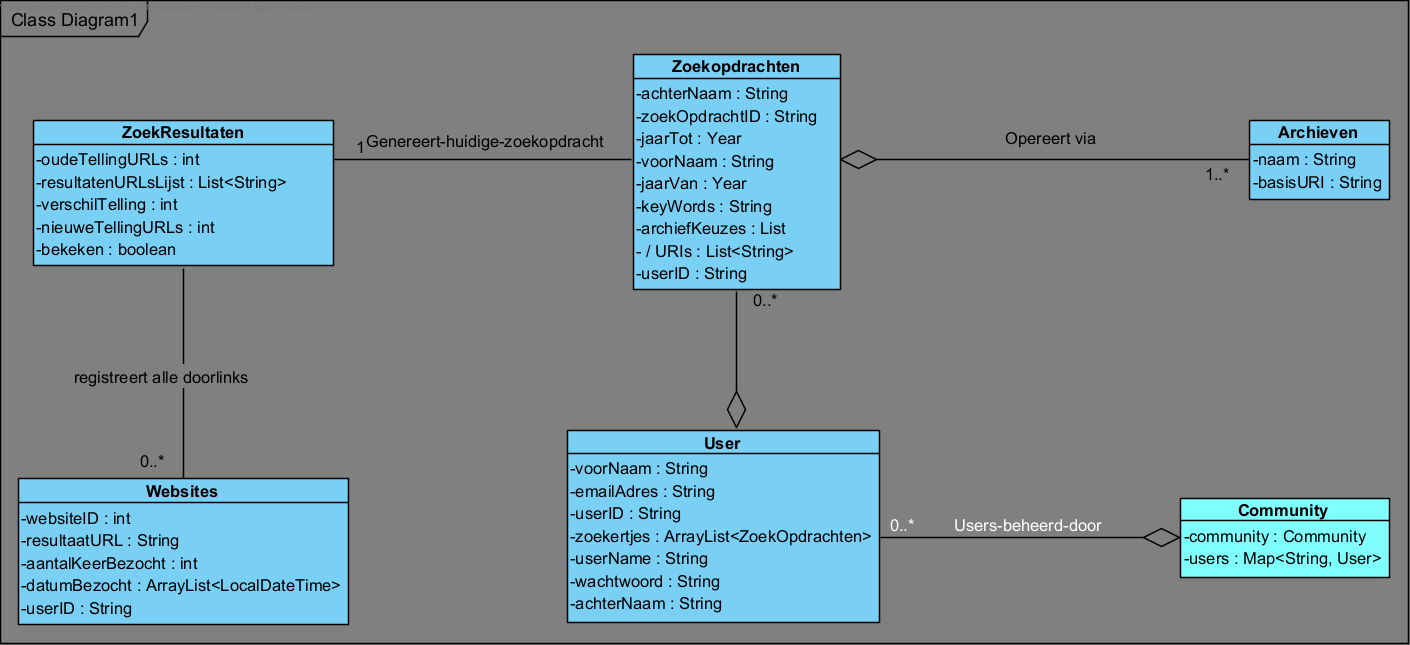 Class Diagram1
Zoekopdrachten
-achterNaam : String
-zoekOpdrachtID : String
-jaarTot : Year
-voorNaam : String
-jaarVan : Year
-keyWords : String
-archiefKeuzes : List
- / URIs : List<String>
-userID : String
ZoekResultaten
-oudeTellingURLs : int
-resultatenURLsLijst : List<String>
-verschilTelling : int
-nieuweTellingURLs : int
-bekeken : boolean
1
Genereert-huidige-zoekopdracht
Opereert via
1..*
Archieven
-naam : String
-basisURI : String
0..*
registreert alle doorlinks
0..*
Websites
-websiteID : int
-resultaatURL : String
-aantalKeerBezocht : int
-datumBezocht : ArrayList<LocalDateTime>
-userID : String
User
-voorNaam : String
-emailAdres : String
-userID : String
-zoekertjes : ArrayList<ZoekOpdrachten>
-userName : String
-wachtwoord : String
-achterNaam : String
0..*
Users-beheerd-door
Community
-community : Community
-users : Map<String, User>